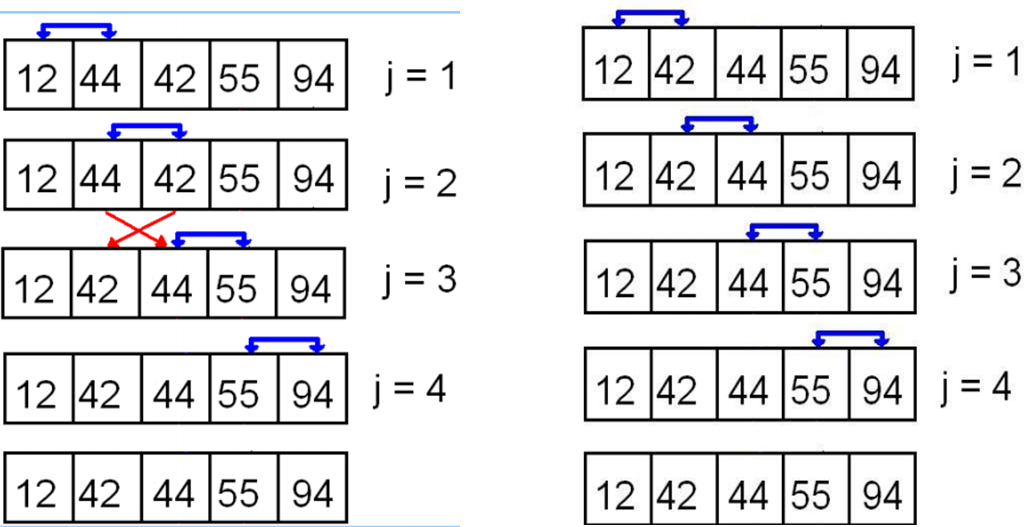 12 44 42 55 94 j = 1
12 44 42 55 94 j = 2
12 42 44 55 94 j = 3
12 42 44 55 94 j = 4
12 42 44 55 94
12 42 44 55 94 j = 1
12 42 44 55 94 j = 2
12 42 44 55 94 j = 3
12 42 44 55 94 j = 4
12 42 44 55 94